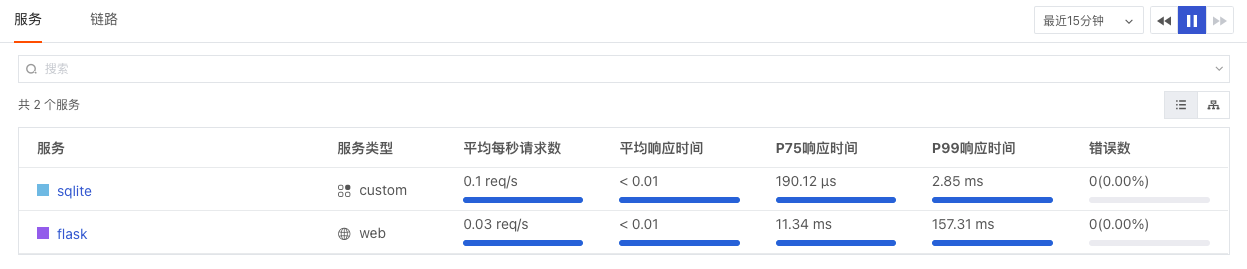 服务 链路 最近15分钟
搜索
共 2 个服务
服务 服务类型 平均每秒请求数 平均响应时间 P75响应时间 P99响应时间 错误数
sqlite custom 0.1 req/s < 0.01 190.12 μs 2.85 ms 0(0.00%)
flask web 0.03 req/s < 0.01 11.34 ms 157.31 ms 0(0.00%)